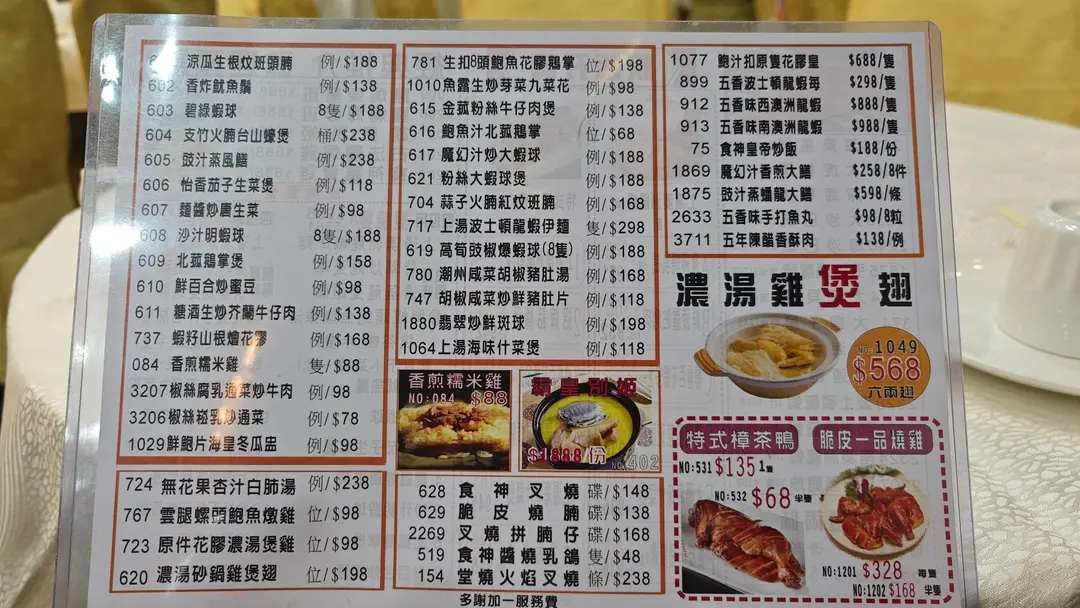 涼瓜生根炆班頭腩 例/$188
602 香炸魷魚鬚 例/$138
603 碧綠蝦球 8隻/$188
604 支竹火腩台山蠔煲 桶/$238
605 豉汁蒸風鱔 例/$238
606 怡香茄子生菜煲 例/$118
607 麵醬炒唐生菜 例/$98
608 沙汁明蝦球 8隻/$188
609 北菰鵝掌煲 例/$158
610 鮮百合炒蜜豆 例/$98
611 糖酒生炒芥蘭牛仔肉 例/$138
737 蝦籽山根燴花膠 例/$168
084 香煎糯米雞 隻/$88
3207 椒絲腐乳通菜炒牛肉 例/$98
3206 椒絲崧乳炒通菜 例/$78
1029 鮮鮑片海皇冬瓜盅 例/$98
724 無花果杏汁白肺湯 例/$238
767 雲腿螺頭鮑魚燉雞 位/$98
723 原件花膠濃湯煲雞 位/$98
620 濃湯砂鍋雞煲翅 位/$198
781 生扣8頭鮑魚花膠鵝掌 位/$198
1010 魚露生炒芽菜九菜花 例/$98
615 金菰粉絲牛仔肉煲 例/$138
616 鮑魚汁北菰鵝掌 位/$68
617 魔幻汁炒大蝦球 例/$188
621 粉絲大蝦球煲 例/$188
704 蒜子火腩紅炆班腩 例/$168
717 上湯波士頓龍蝦伊麵 隻/$298
619 萬筍豉椒爆蝦球(8隻) 例/$188
780 潮州咸菜胡椒豬肚湯 例/$168
747 胡椒咸菜炒鮮豬肚片 例/$118
1880 翡翠炒鮮斑球 例/$198
1064 上湯海味什菜煲 例/$118
香煎糯米雞
NO:084 $88
霸皇別姬
$1888/份
NO:402
628 食神叉燒 碟/$148
629 脆皮燒腩 碟/$138
2269 叉燒拼腩仔 碟/$168
519 食神醬燒乳鴿 隻/$48
154 堂燒火焰叉燒 條/$238
多謝加一服務費
1077 鮑汁扣原隻花膠皇 $688/隻
899 五香波士頓龍蝦每 $298/隻
912 五香味西澳洲龍蝦 $888/隻
913 五香味南澳洲龍蝦 $988/隻
75 食神皇帝炒飯 $188/份
1869 魔幻汁香煎大鱔 $258/8件
1875 豉汁蒸蟠龍大鱔 $598/條
2633 五香味手打魚丸 $98/8粒
3711 五年陳醋香酥肉 $138/例
濃湯雞煲翅
NO:1049
$568
六兩翅
特式樟茶鴨
NO:531 $135 1隻
NO:532 $68 半隻
脆皮一品燒雞
NO:1201 $328 每隻
NO:1202 $168 半隻